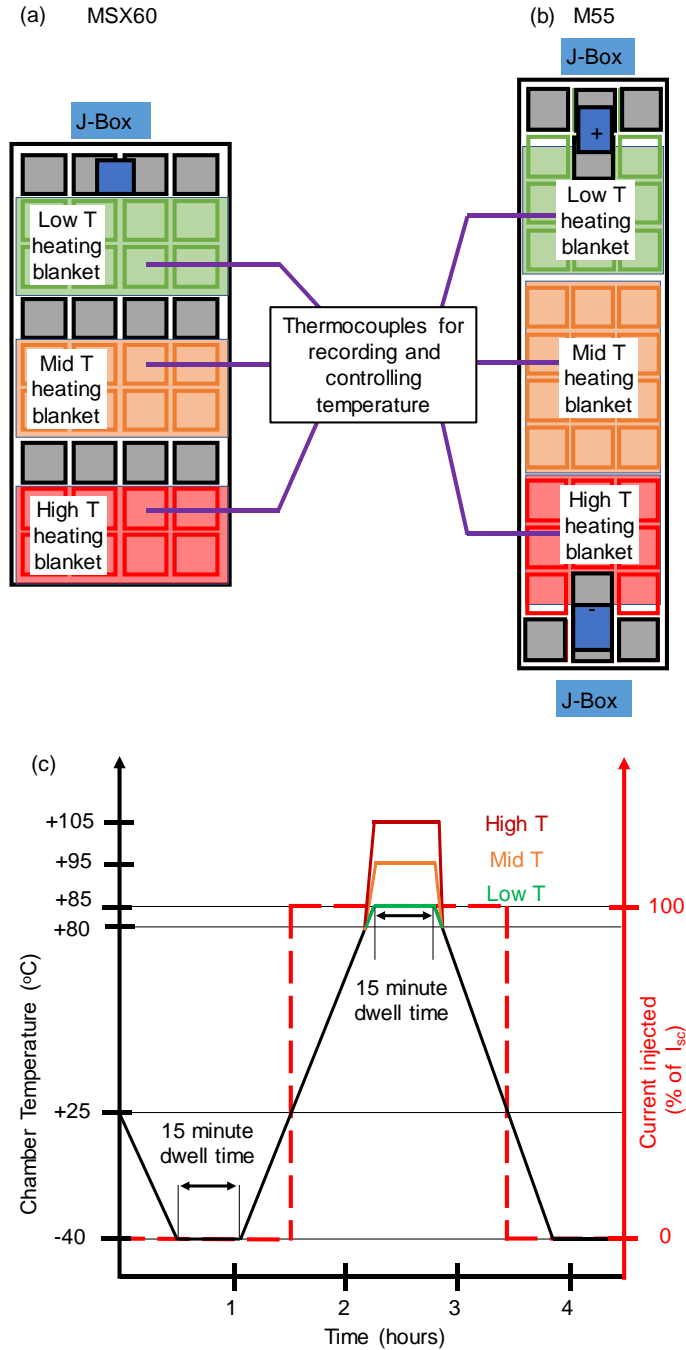 (a) MSX60
(b) M55
J-Box
J-Box
+
Low T
heating
blanket
Low T
heating
blanket
Thermocouples for
recording and
controlling
temperature
Mid T
heating
blanket
Mid T
heating
blanket
High T
heating
blanket
High T
heating
blanket
-
J-Box
(c)
+105
+95
+85
+80
+25
-40
Chamber Temperature (oC)
High T
Mid T
Low T
15 minute
dwell time
15 minute
dwell time
100
0
Current injected
(% of Isc)
1
2
3
4
Time (hours)